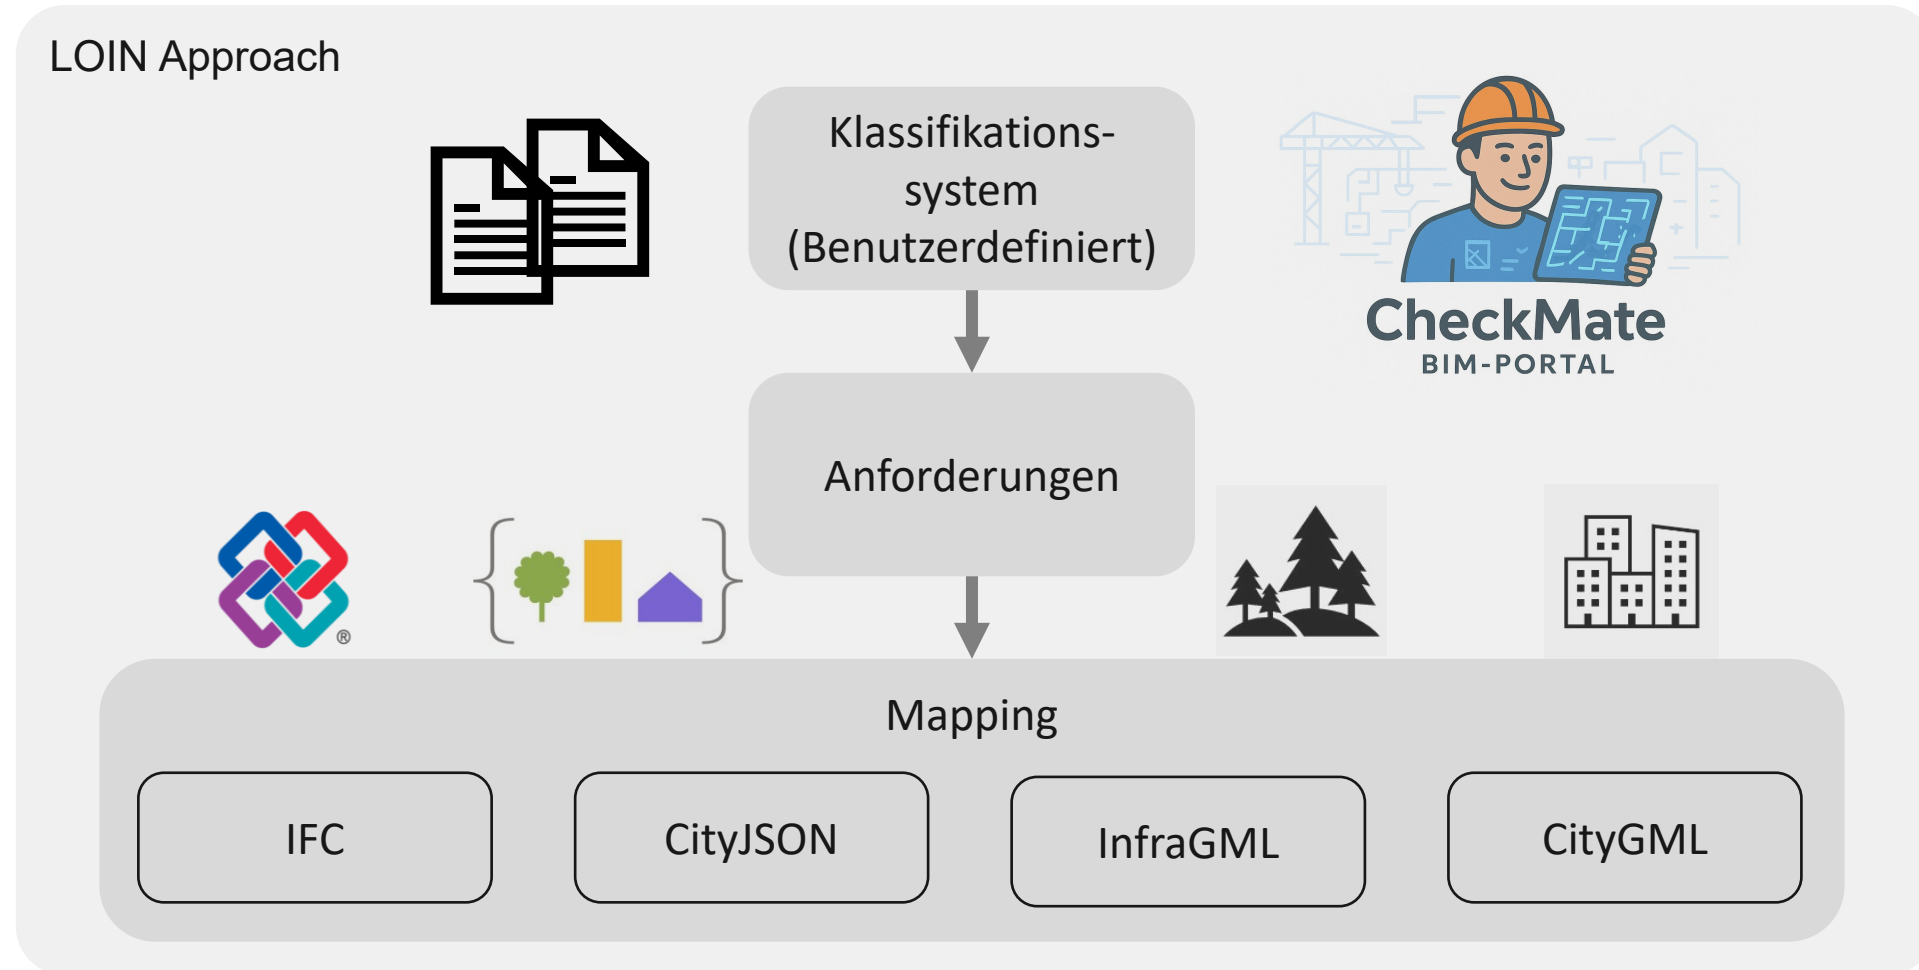 LOIN Approach
Klassifikations-
system
(Benutzerdefiniert)
CheckMate
BIM-PORTAL
Anforderungen
®
Mapping
IFC
CityJSON
InfraGML
CityGML